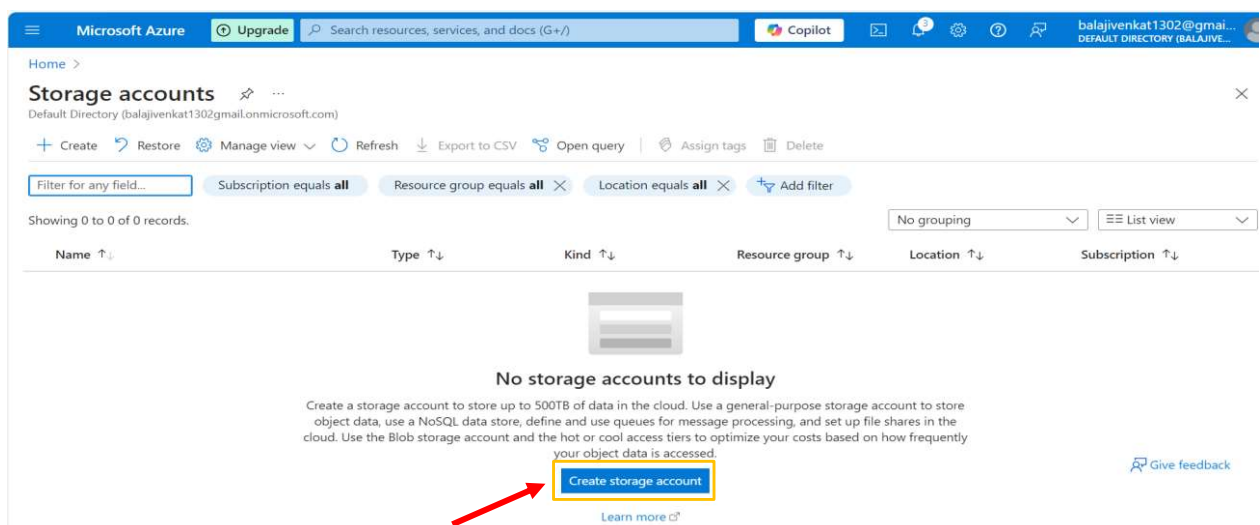 Microsoft Azure
Upgrade
Search resources, services, and docs (G+/)
Copilot
3
balajivenkat1302@gmai...
DEFAULT DIRECTORY (BALAJIVE...
Home >
Storage accounts
...
Default Directory (balajivenkat1302gmail.onmicrosoft.com)
Create
Restore
Manage view
Refresh
Export to CSV
Open query
Assign tags
Delete
Filter for any field...
Subscription equals all
Resource group equals all
Location equals all
Add filter
Showing 0 to 0 of 0 records.
No grouping
List view
Name
Type
Kind
Resource group
Location
Subscription
No storage accounts to display
Create a storage account to store up to 500TB of data in the cloud. Use a general-purpose storage account to store
object data, use a NoSQL data store, define and use queues for message processing, and set up file shares in the
cloud. Use the Blob storage account and the hot or cool access tiers to optimize your costs based on how frequently
your object data is accessed.
Create storage account
Give feedback
Learn more